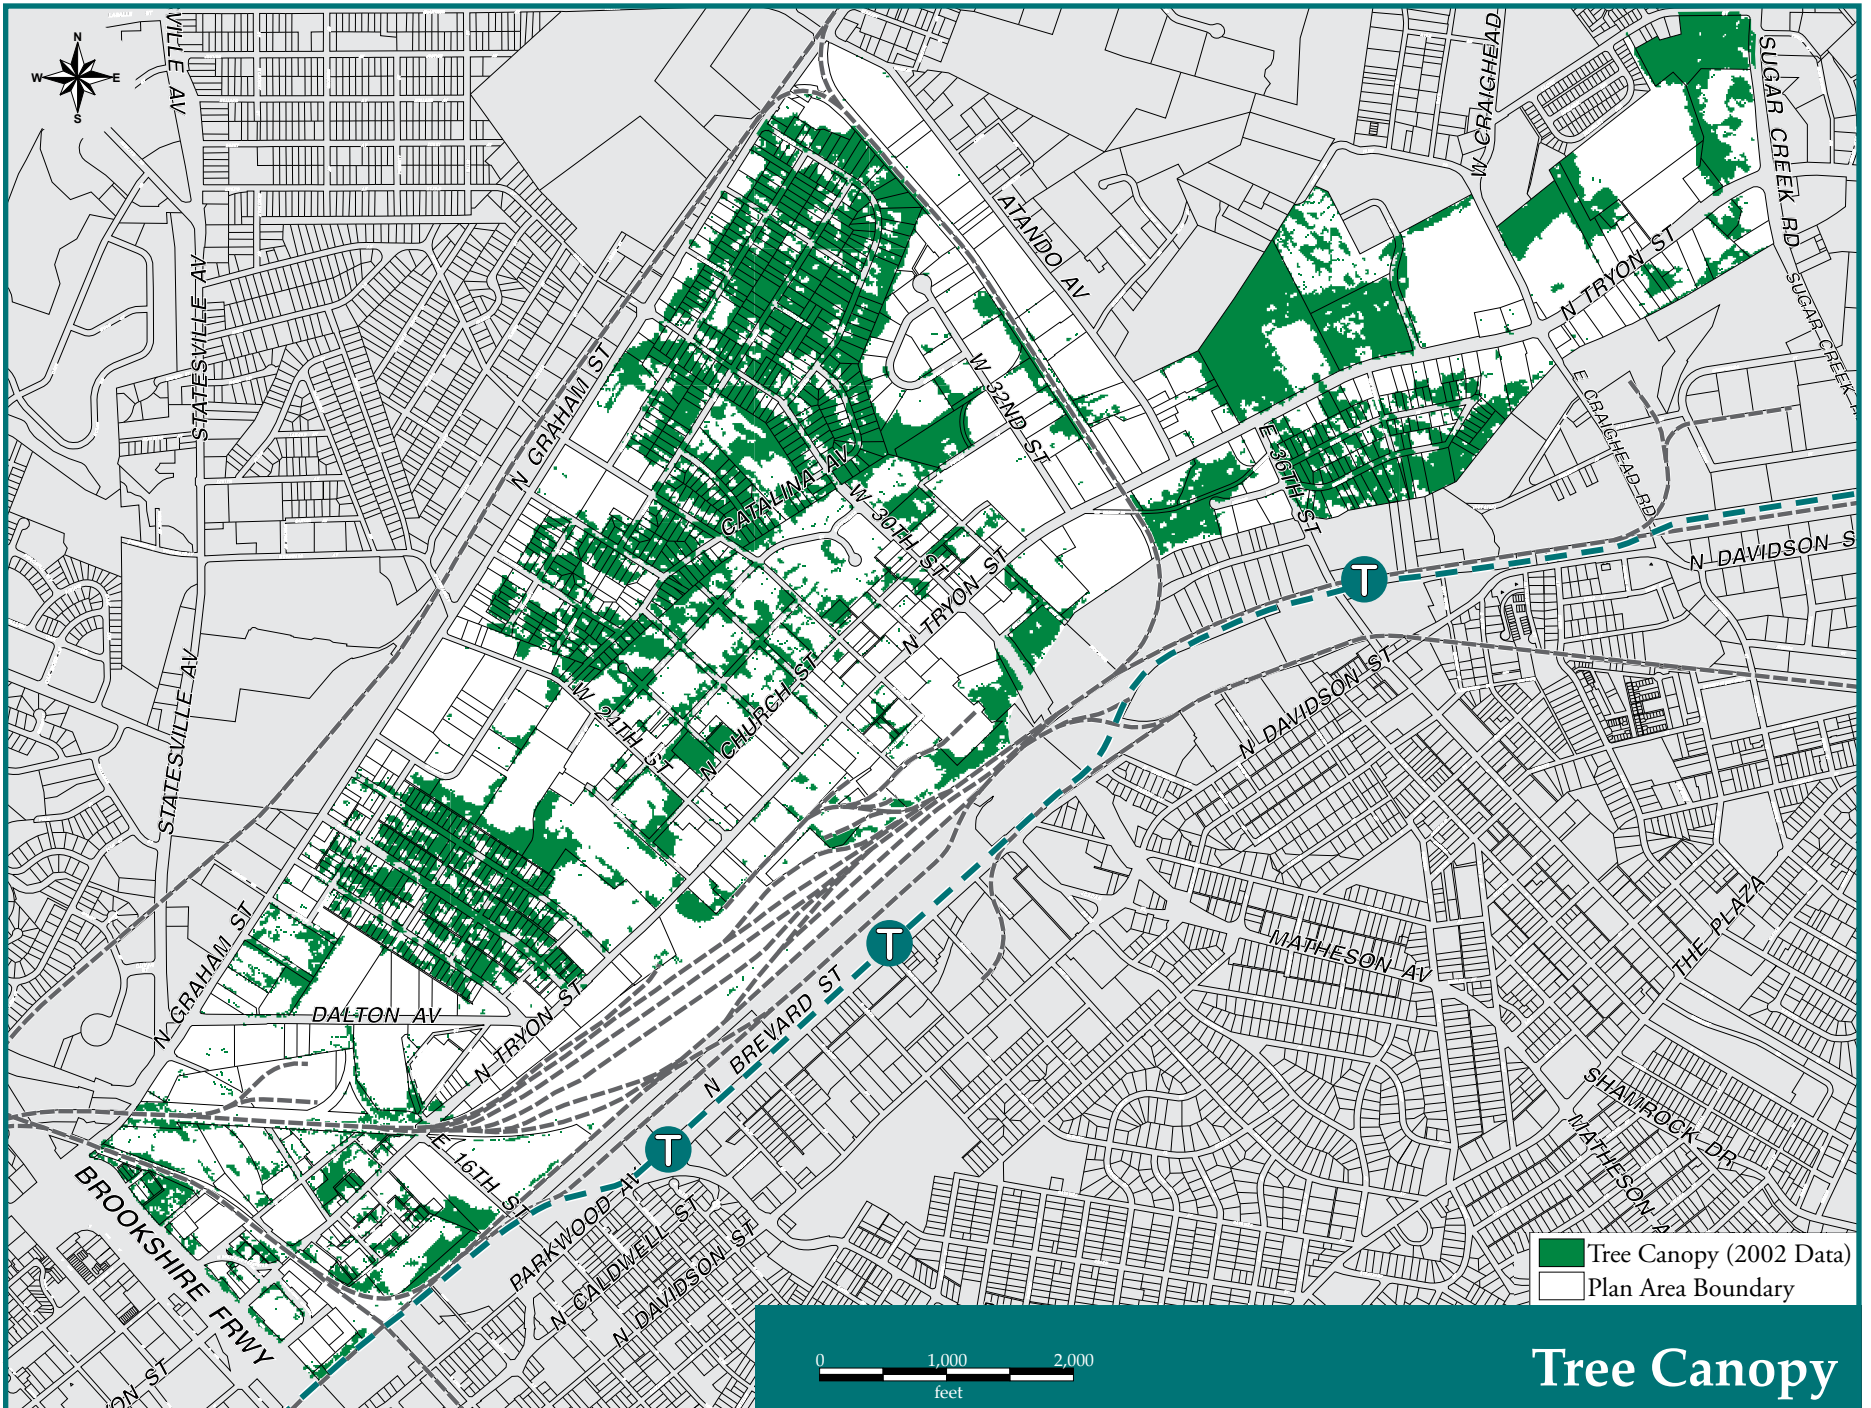 N
W E
S
VILLE AV
W CRAIGHEAD
SUGAR CREEK RD
ATANDO AV
STATESVILLE AV
N TRYON ST
SUGAR CREEK
N GRAHAM ST
W 32ND ST
E CRAIGHEAD RD
E 36TH ST
CATALINA AV
W 30TH ST
N DAVIDSON S
T
N TRYON ST
STATESVILLE AV
N CHURCH ST
N DAVIDSON ST
W 24TH ST
THE PLAZA
N GRAHAM ST
T
MATHESON AV
DALTON AV
N TRYON ST
N BREVARD ST
SHAMROCK DR
MATHESON A
T
E 16TH ST
PARKWOOD AV
BROOKSHIRE FRWY
N CALDWELL ST
N DAVIDSON ST
ON ST
Tree Canopy (2002 Data)
Plan Area Boundary
0 1,000 2,000
feet
Tree Canopy